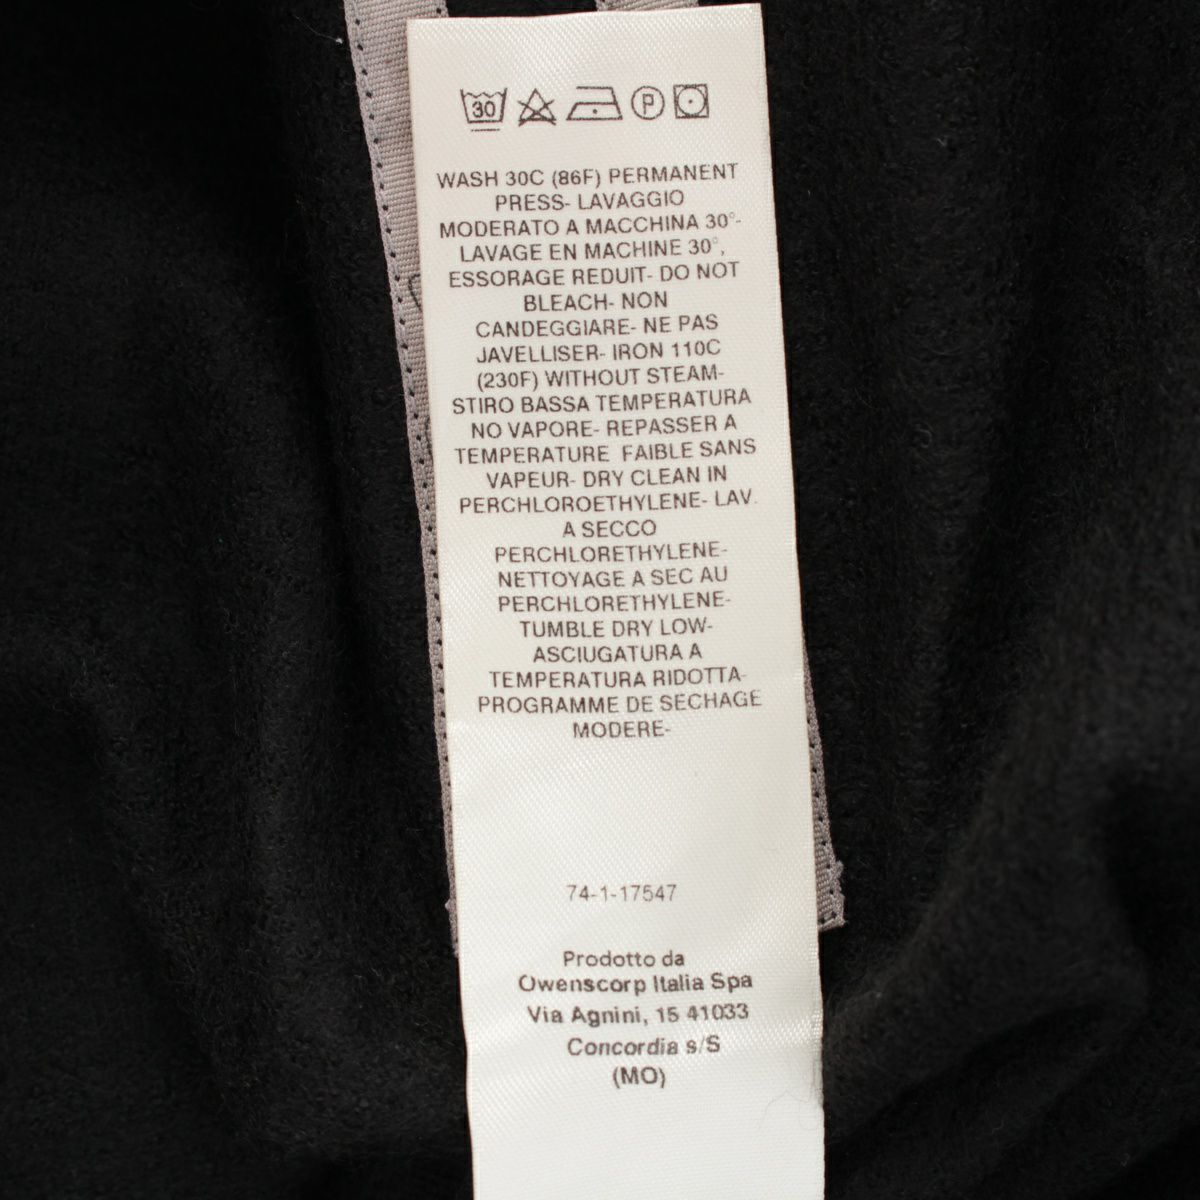 30 P
WASH 30C (86F) PERMANENT
PRESS- LAVAGGIO
MODERATO A MACCHINA 30°-
LAVAGE EN MACHINE 30°,
ESSORAGE REDUIT- DO NOT
BLEACH- NON
CANDEGGIARE- NE PAS
JAVELLISER- IRON 110C
(230F) WITHOUT STEAM-
STIRO BASSA TEMPERATURA
NO VAPORE- REPASSER A
TEMPERATURE FAIBLE SANS
VAPEUR- DRY CLEAN IN
PERCHLOROETHYLENE- LAV.
A SECCO
PERCHLORETHYLENE-
NETTOYAGE A SEC AU
PERCHLORETHYLENE-
TUMBLE DRY LOW-
ASCIUGATURA A
TEMPERATURA RIDOTTA-
PROGRAMME DE SECHAGE
MODERE-
74-1-17547
Prodotto da
Owenscorp Italia Spa
Via Agnini, 15 41033
Concordia s/S
(MO)